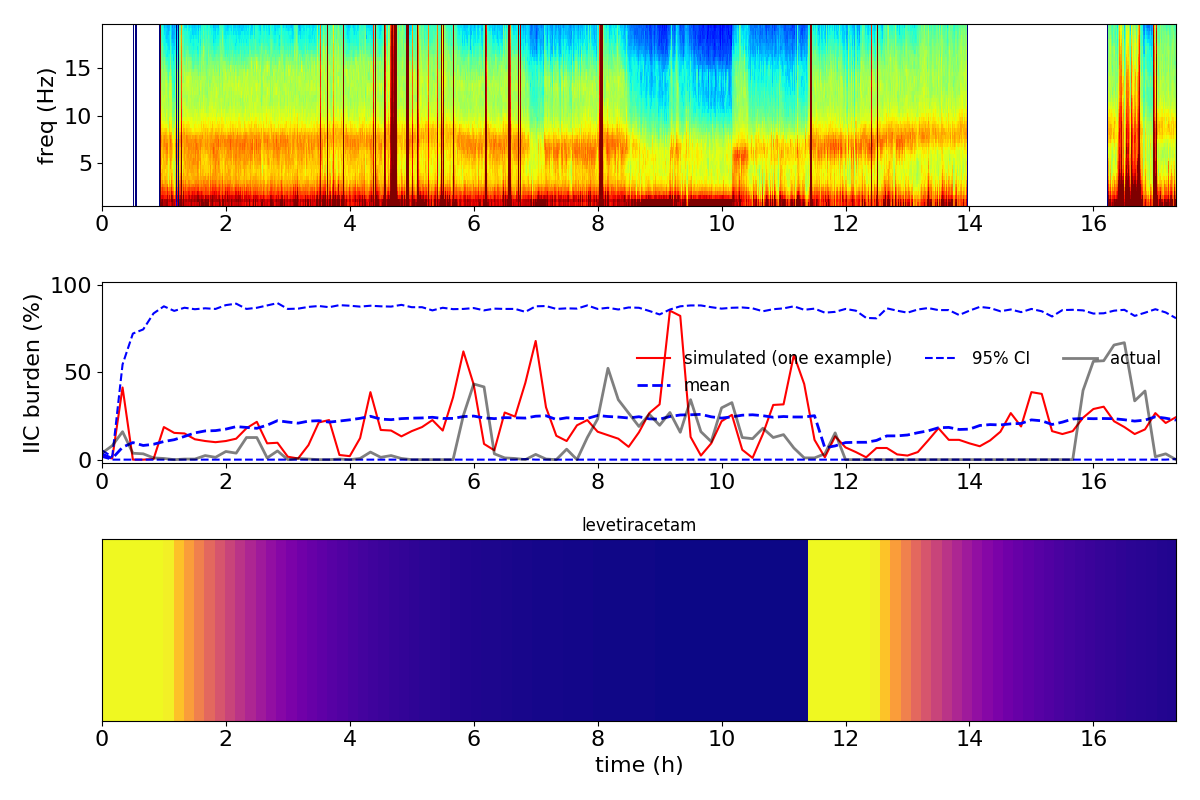 freq (Hz)
15
10
5
0 2 4 6 8 10 12 14 16
IIC burden (%)
100
50
0
simulated (one example) 95% CI actual
mean
0 2 4 6 8 10 12 14 16
levetiracetam
0 2 4 6 8 10 12 14 16
time (h)